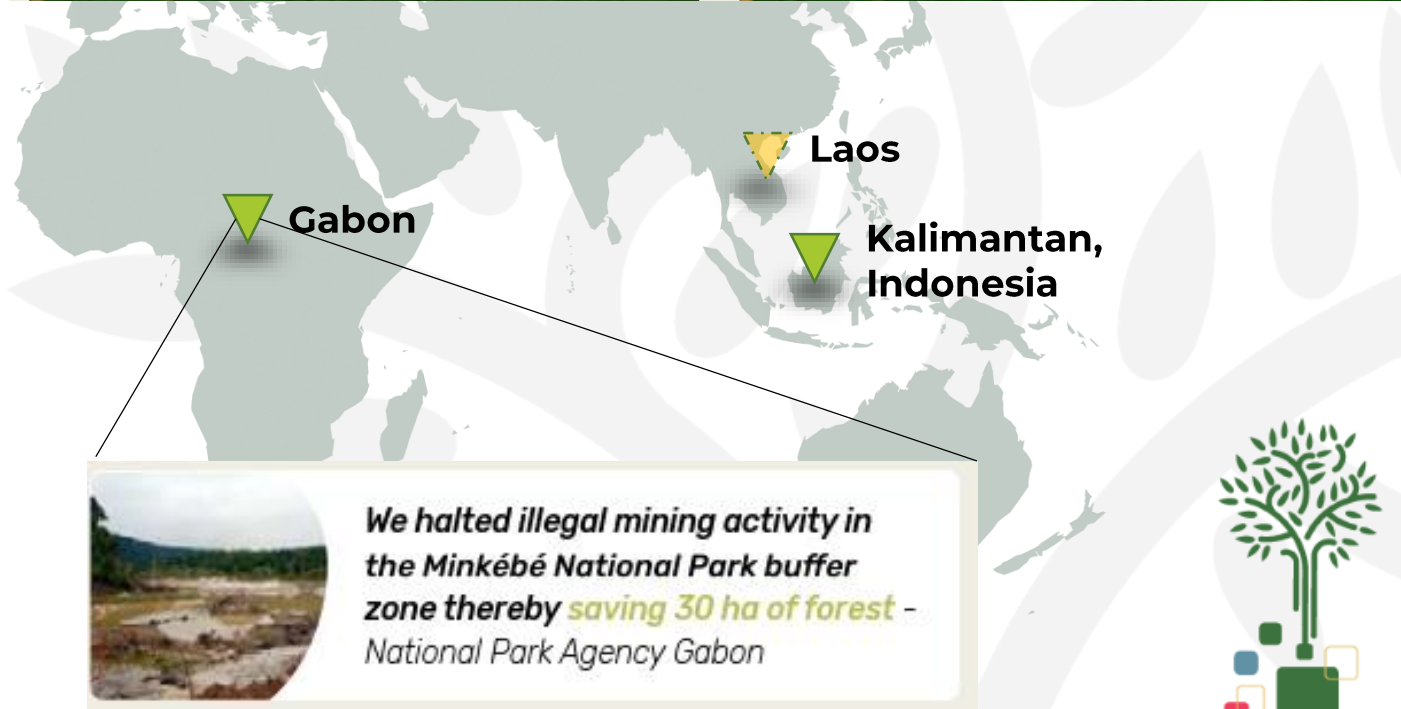 Laos
Gabon
Kalimantan,
Indonesia
We halted illegal mining activity in
the Minkébé National Park buffer
zone thereby saving 30 ha of forest -
National Park Agency Gabon